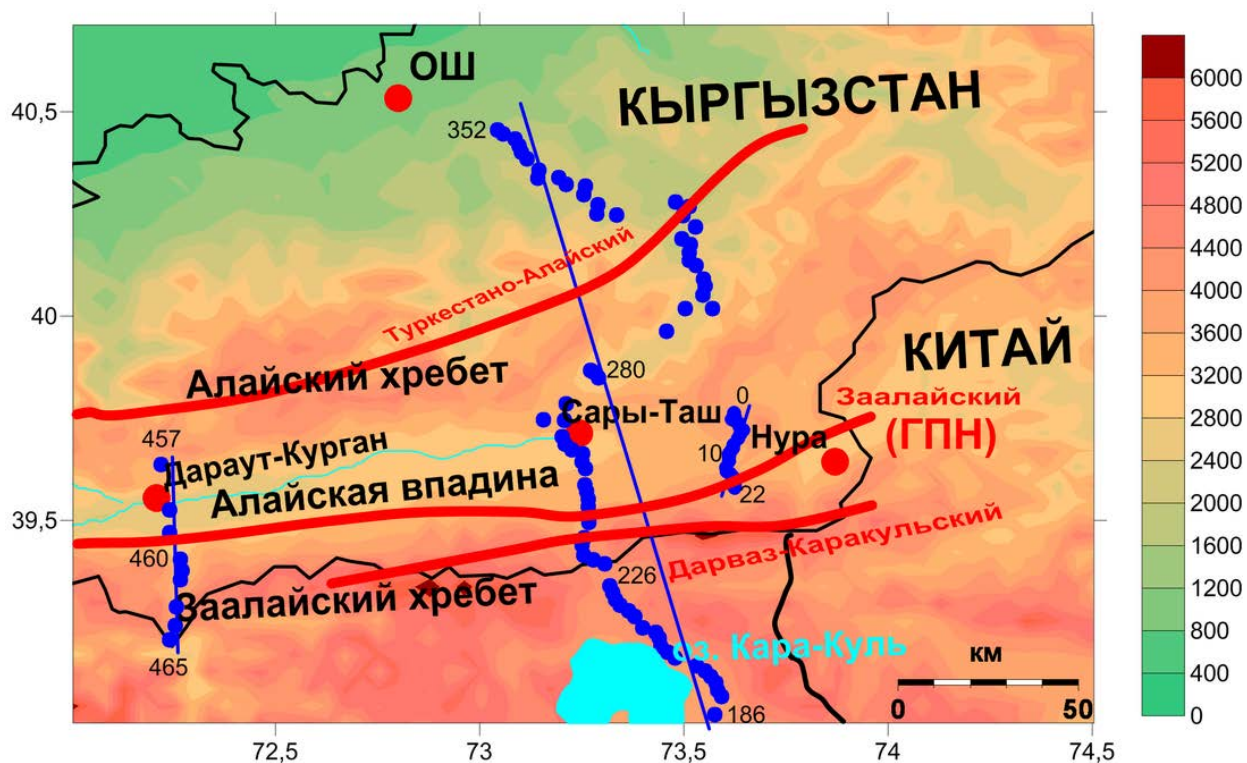 ОШ
КЫРГЫЗСТАН
352
Туркестано-Алайский
КИТАЙ
Алайский хребет
280
Сары-Таш
0
Заалайский
(ГПН)
Нура
457
Дараут-Курган
10
Алайская впадина
22
460
Дарваз-Каракульский
226
Заалайский хребет
465
оз. Кара-Куль
км
0 50
186
40,5
40
39,5
72,5 73 73,5 74 74,5
6000
5600
5200
4800
4400
4000
3600
3200
2800
2400
2000
1600
1200
800
400
0